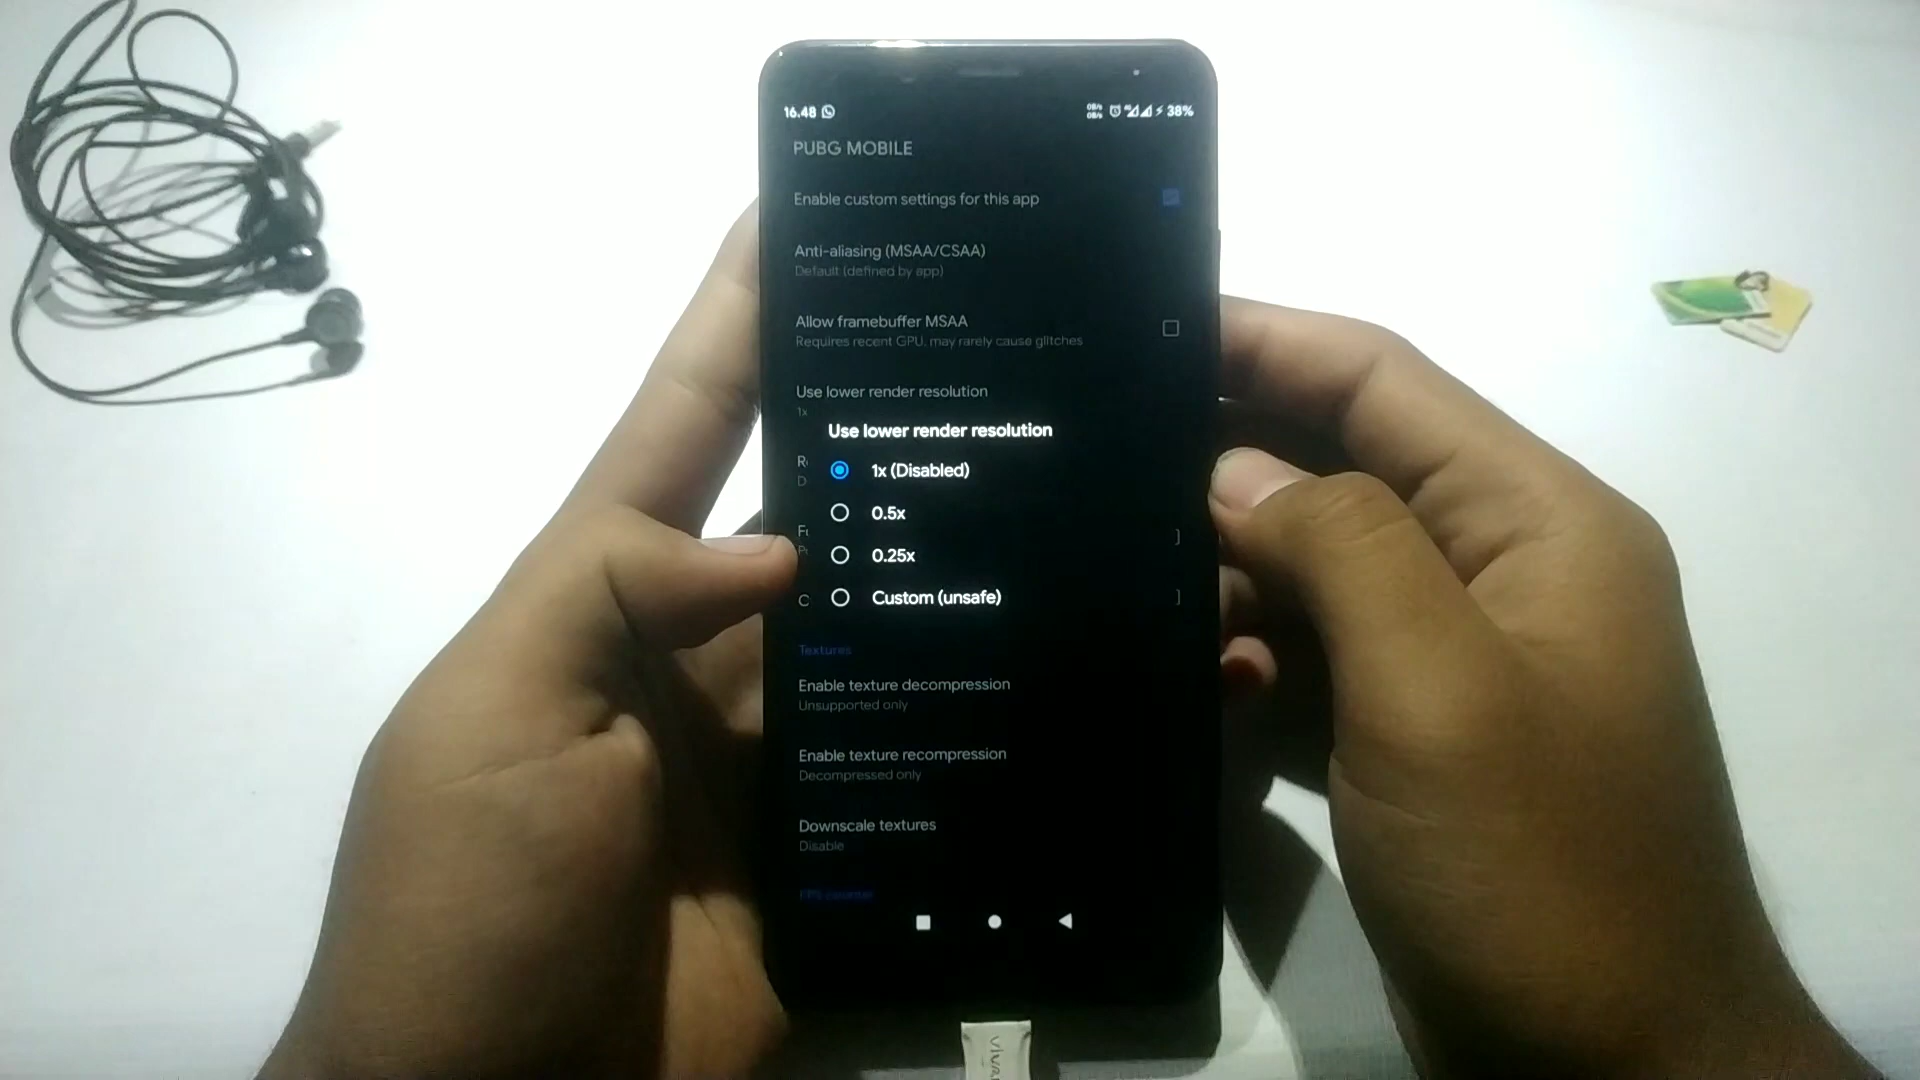 16.48
38%
PUBG MOBILE
Enable custom settings for this app
Anti-aliasing (MSAA/CSAA)
Default (defined by app)
Allow framebuffer MSAA
Requires recent GPU, may rarely cause glitches
Use lower render resolution
1x
Use lower render resolution
1x (Disabled)
0.5x
0.25x
Custom (unsafe)
Textures
Enable texture decompression
Unsupported only
Enable texture recompression
Decompressed only
Downscale textures
Disable
FPS counter